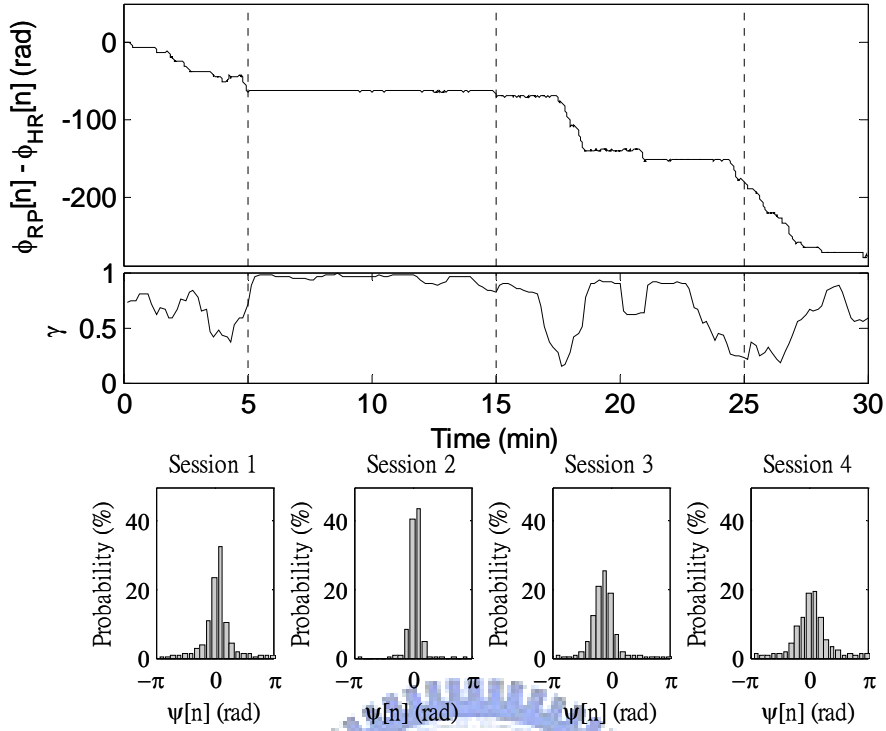 0
-100
-200
ϕRP[n] - ϕHR[n] (rad)
1
0.5
0
γ
0 5 10 15 20 25 30
Time (min)
Session 1 Session 2 Session 3 Session 4
Probability (%) Probability (%) Probability (%) Probability (%)
40 40 40 40
20 20 20 20
0 0 0 0
−π 0 π −π 0 π −π 0 π −π 0 π
ψ[n] (rad) ψ[n] (rad) ψ[n] (rad) ψ[n] (rad)